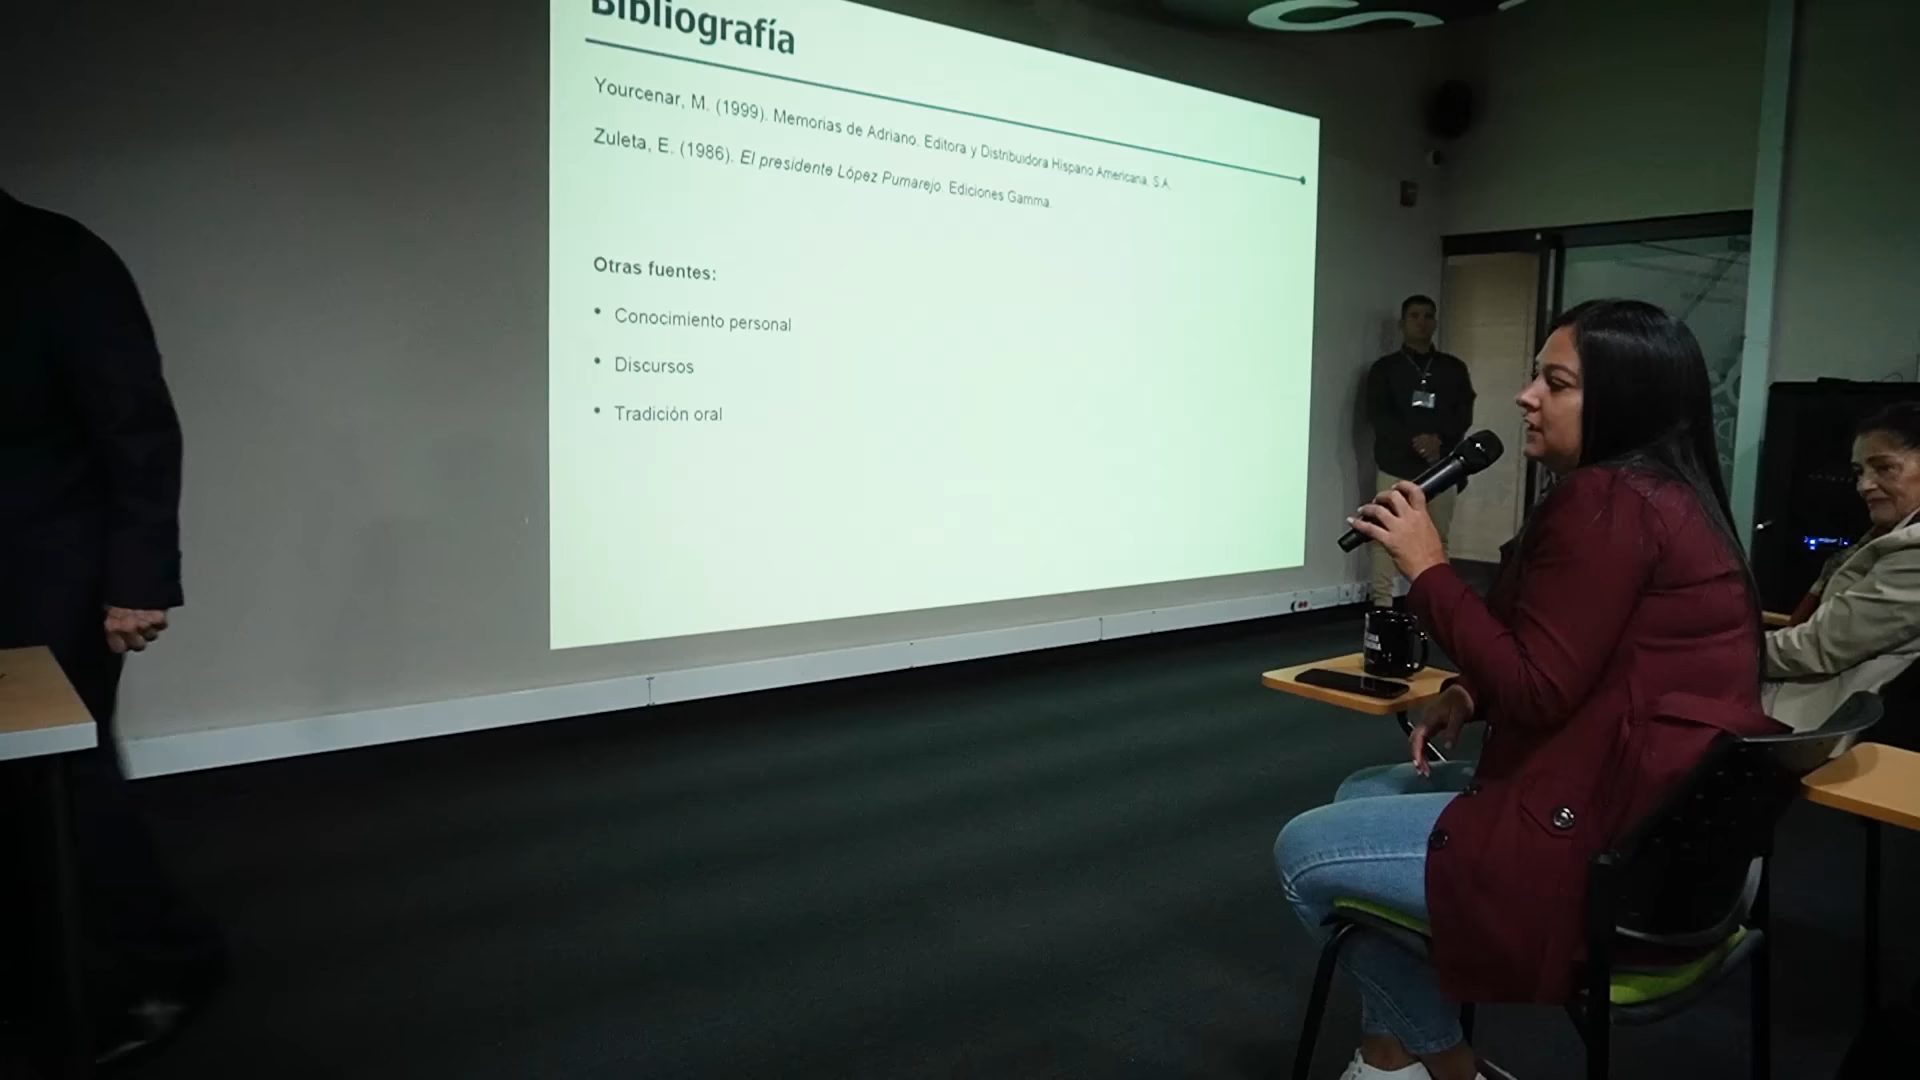 Bibliografía
Yourcenar, M. (1999). Memorias de Adriano. Editora y Distribuidora Hispano Americana, S.A.
Zuleta, E. (1986). El presidente López Pumarejo. Ediciones Gamma.
Otras fuentes:
• Conocimiento personal
• Discursos
• Tradición oral